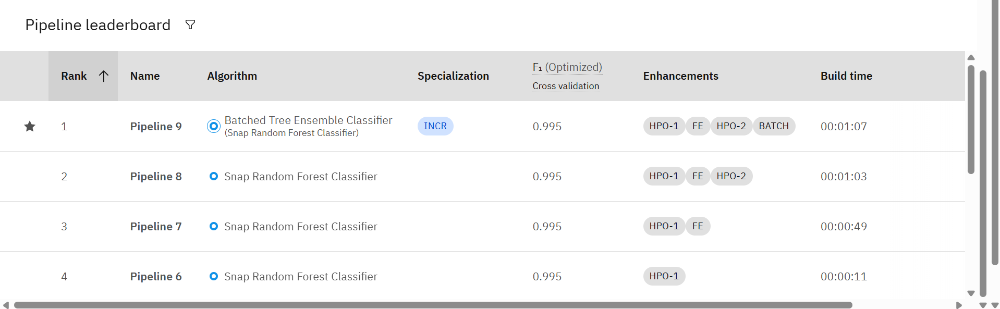 Pipeline leaderboard
Rank Name Algorithm Specialization F₁ (Optimized) Cross validation Enhancements Build time
1 Pipeline 9 Batched Tree Ensemble Classifier (Snap Random Forest Classifier) INCR 0.995 HPO-1 FE HPO-2 BATCH 00:01:07
2 Pipeline 8 Snap Random Forest Classifier 0.995 HPO-1 FE HPO-2 00:01:03
3 Pipeline 7 Snap Random Forest Classifier 0.995 HPO-1 FE 00:00:49
4 Pipeline 6 Snap Random Forest Classifier 0.995 HPO-1 00:00:11